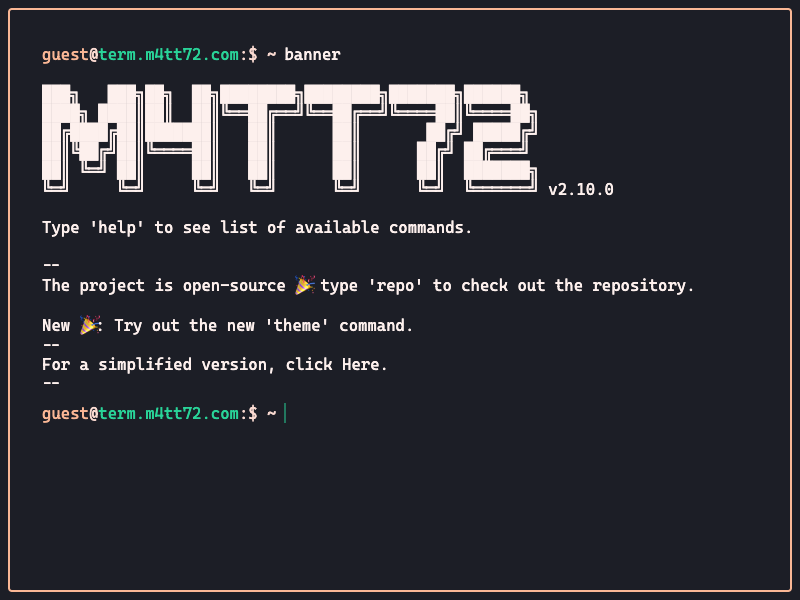 guest@term.m4tt72.com:$ ~ banner
M4TT72 v2.10.0
Type 'help' to see list of available commands.
--
The project is open-source 🎉 type 'repo' to check out the repository.
New 🎉: Try out the new 'theme' command.
--
For a simplified version, click Here.
--
guest@term.m4tt72.com:$ ~